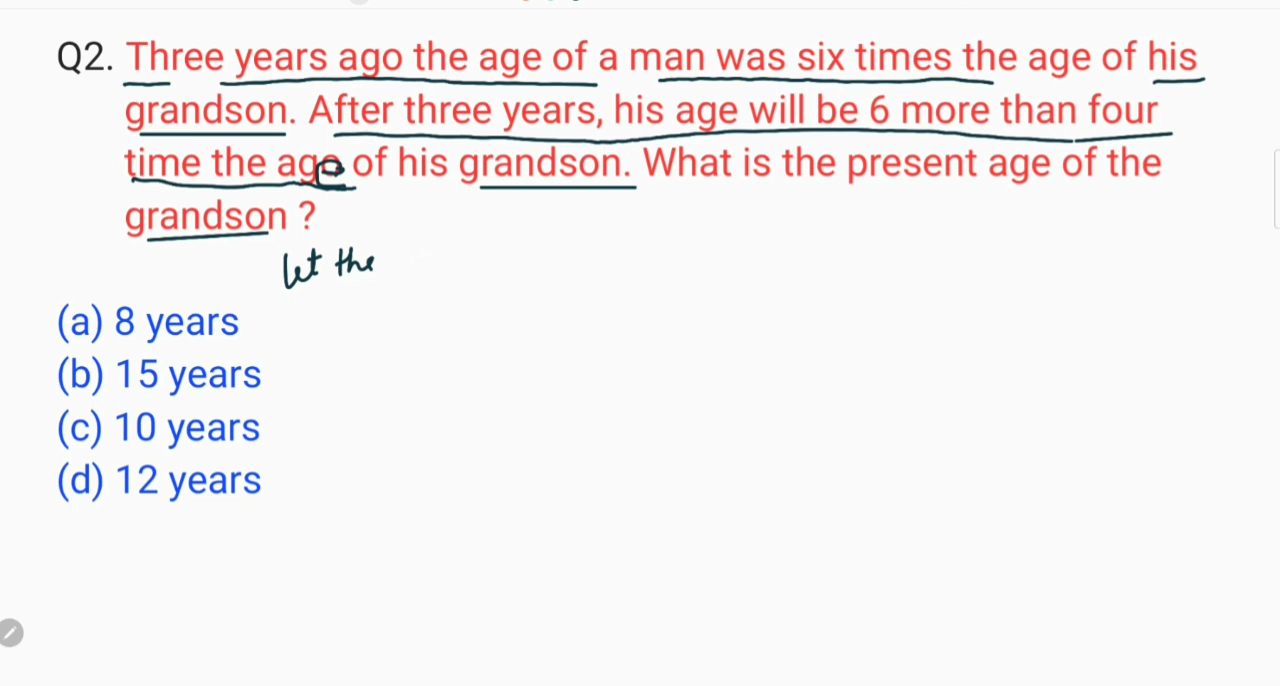 Q2. Three years ago the age of a man was six times the age of his
grandson. After three years, his age will be 6 more than four
time the age of his grandson. What is the present age of the
grandson ?
let the
(a) 8 years
(b) 15 years
(c) 10 years
(d) 12 years